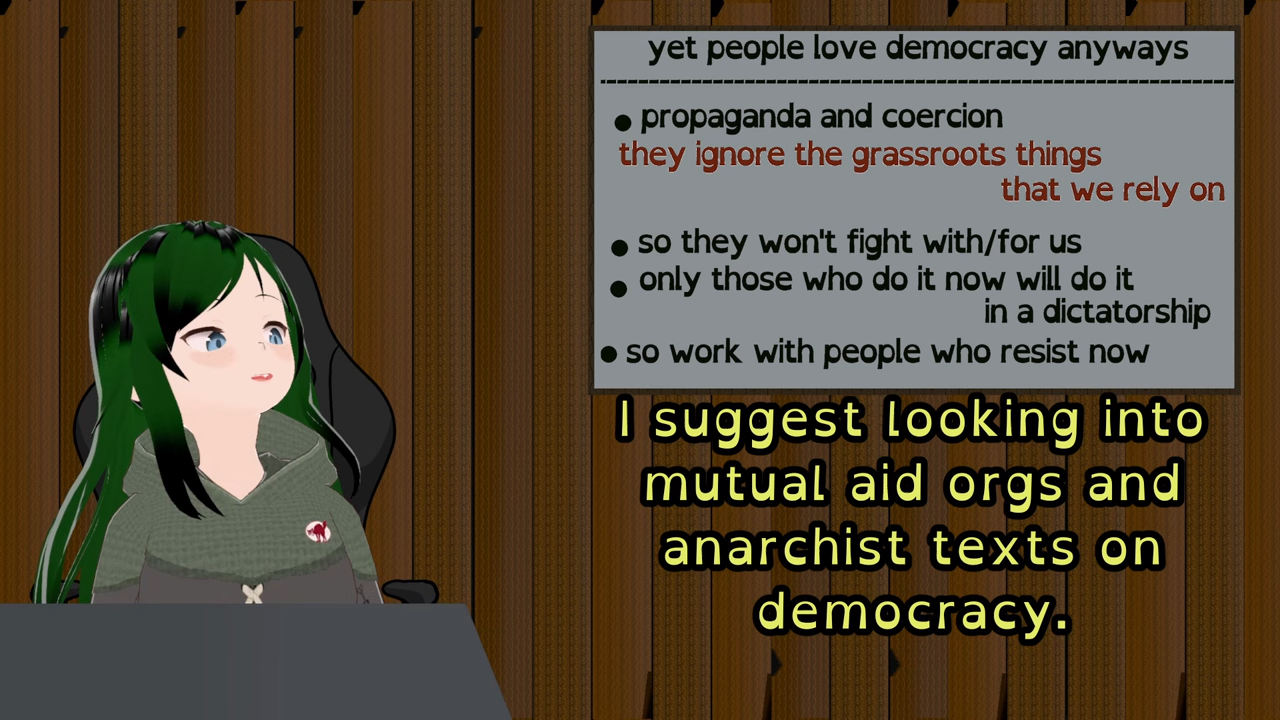 yet people love democracy anyways
● propaganda and coercion
they ignore the grassroots things
that we rely on
● so they won't fight with/for us
● only those who do it now will do it
in a dictatorship
● so work with people who resist now
I suggest looking into
mutual aid orgs and
anarchist texts on
democracy.